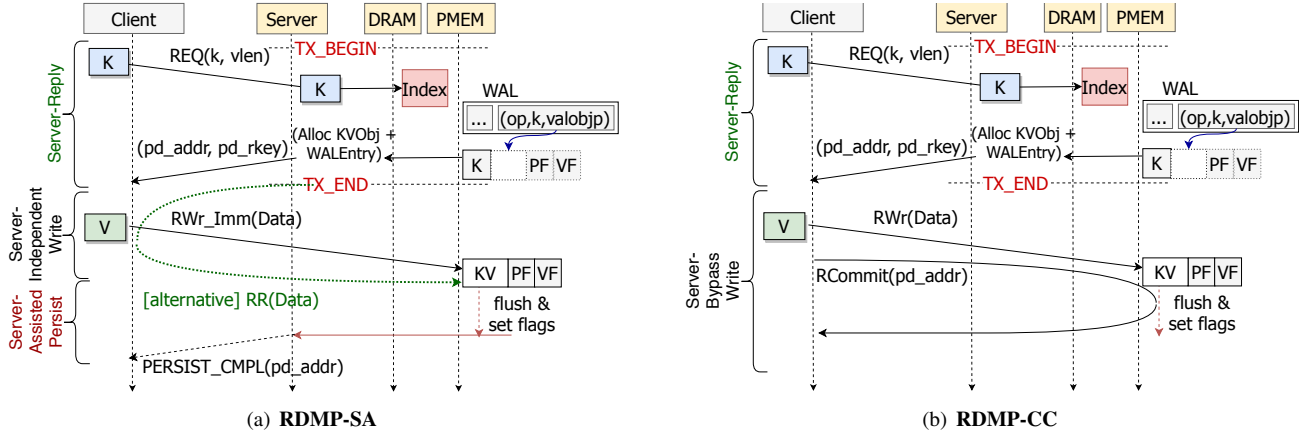 Client
Server
DRAM
PMEM
TX_BEGIN
REQ(k, vlen)
K
K
Index
WAL
... (op,k,valobjp)
Server-Reply
(pd_addr, pd_rkey)
(Alloc KVObj +
WALEntry)
K
PF VF
TX_END
Server-
Independent
Write
V
RWr_Imm(Data)
KV PF VF
[alternative] RR(Data)
flush &
set flags
Server-
Assisted
Persist
PERSIST_CMPL(pd_addr)
(a) RDMP-SA
Client
Server
DRAM
PMEM
TX_BEGIN
REQ(k, vlen)
K
K
Index
WAL
... (op,k,valobjp)
Server-Reply
(pd_addr, pd_rkey)
(Alloc KVObj +
WALEntry)
K
PF VF
TX_END
Server-
Bypass
Write
V
RWr(Data)
KV PF VF
RCommit(pd_addr)
flush &
set flags
(b) RDMP-CC